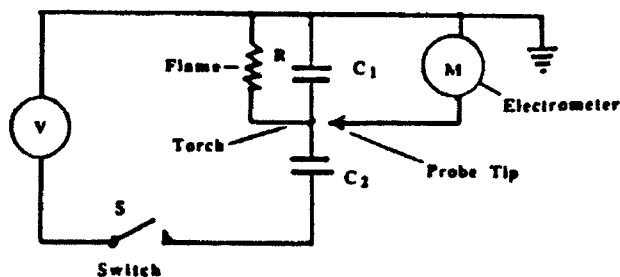 Flame
R
C1
M
Electrometer
V
Torch
Probe Tip
C2
S
Switch